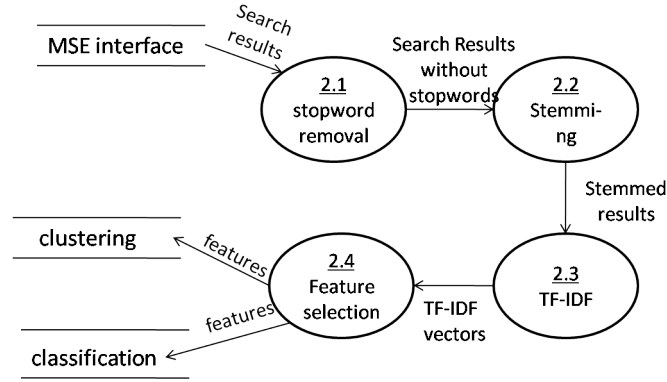 MSE interface
Search
results
2.1
stopword
removal
Search Results
without
stopwords
2.2
Stemmi-
ng
Stemmed
results
2.3
TF-IDF
TF-IDF
vectors
2.4
Feature
selection
features
clustering
features
classification